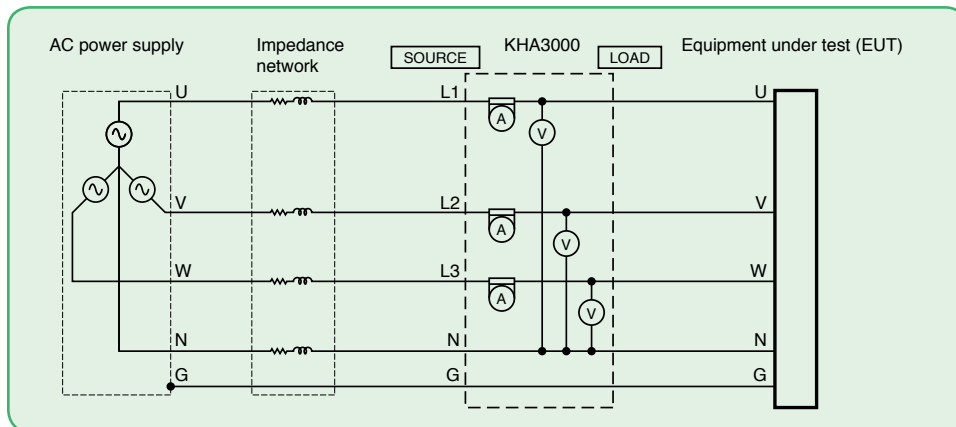 AC power supply
Impedance
network
SOURCE
KHA3000
LOAD
Equipment under test (EUT)
U
L1
U
A
V
V
L2
V
A
V
W
L3
W
A
V
N
N
N
G
G
G